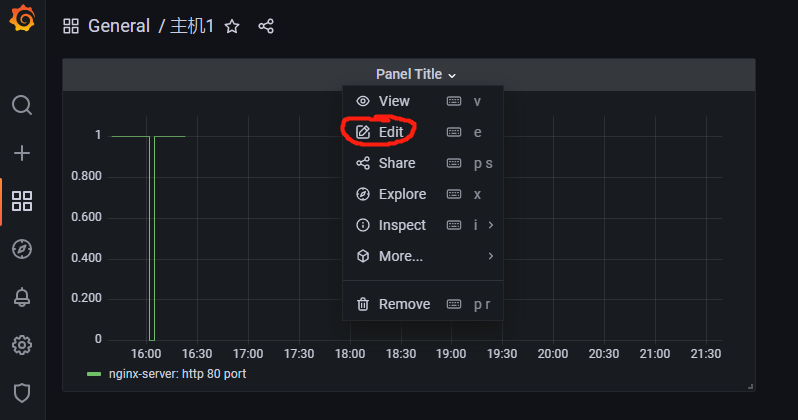 General / 主机1
Panel Title
View v
Edit e
Share p s
Explore x
Inspect i
More...
Remove p r
1
0.800
0.600
0.400
0.200
0
16:00 16:30 17:00 17:30 18:00 18:30 19:00 19:30 20:00 20:30 21:00 21:30
nginx-server: http 80 port